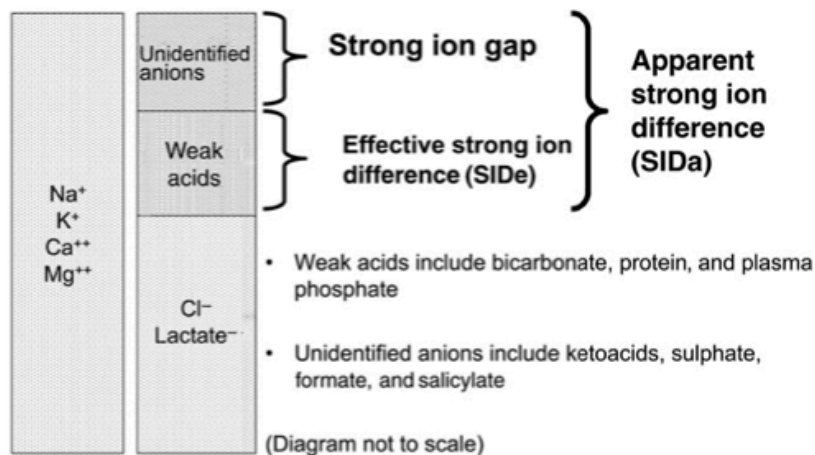 Na⁺
K⁺
Ca⁺⁺
Mg⁺⁺
Unidentified
anions
Weak
acids
Cl⁻
Lactate⁻
Strong ion gap
Effective strong ion
difference (SIDe)
Apparent
strong ion
difference
(SIDa)
• Weak acids include bicarbonate, protein, and plasma
phosphate
• Unidentified anions include ketoacids, sulphate,
formate, and salicylate
(Diagram not to scale)